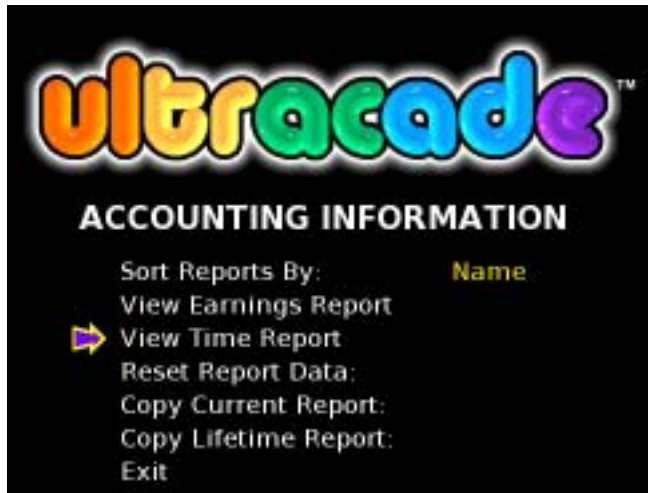 ultracade™
ACCOUNTING INFORMATION
Sort Reports By: Name
View Earnings Report
View Time Report
Reset Report Data:
Copy Current Report:
Copy Lifetime Report:
Exit